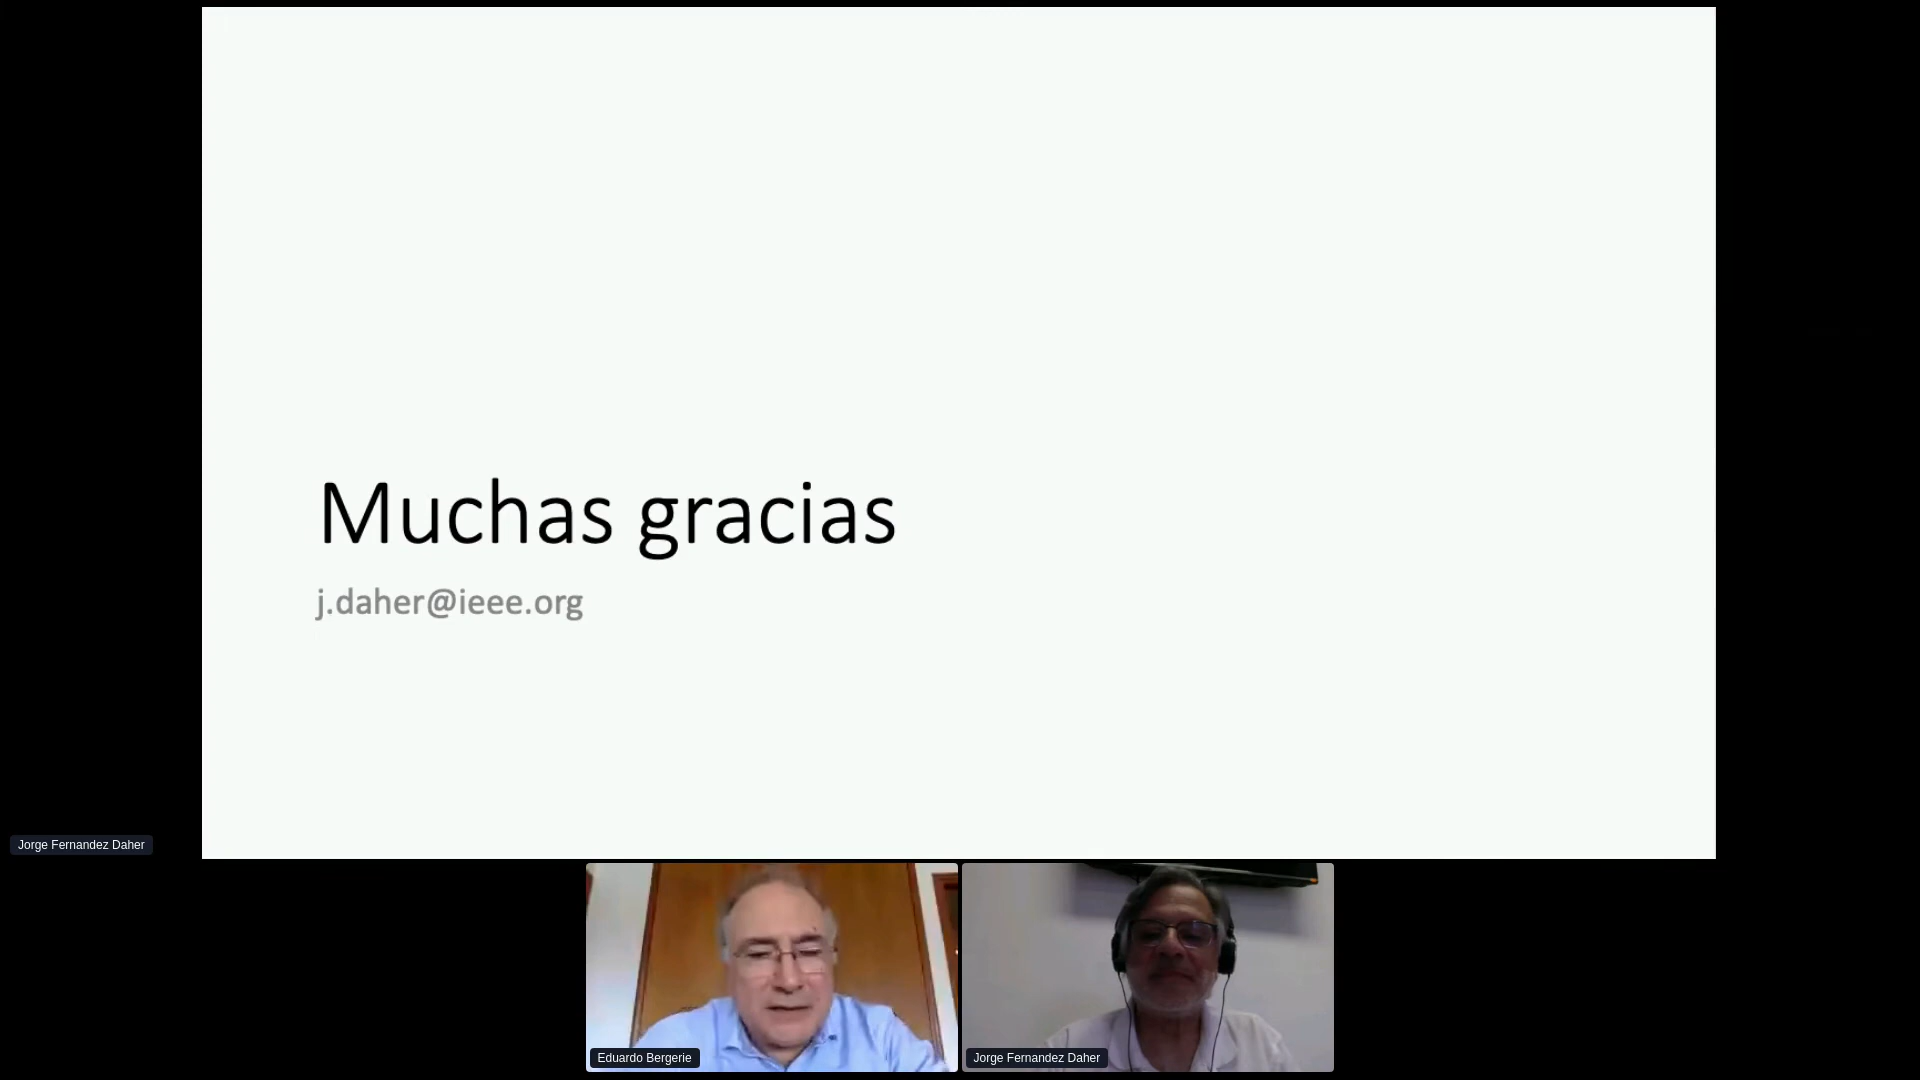 Muchas gracias
j.daher@ieee.org
Jorge Fernandez Daher
Eduardo Bergerie
Jorge Fernandez Daher